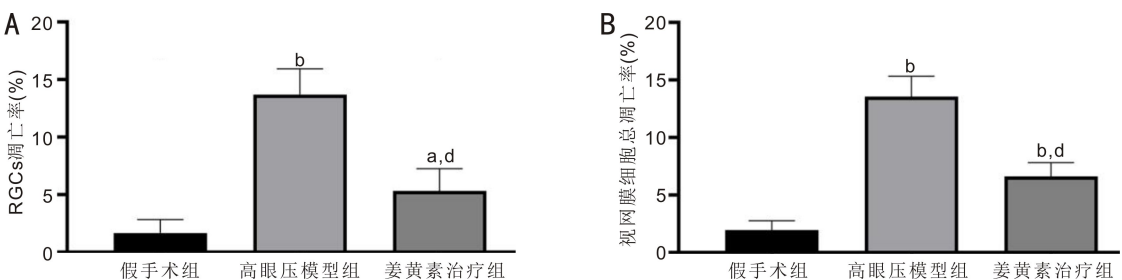 A
RGCs凋亡率(%)
20
15
10
5
0
b
a,d
假手术组
高眼压模型组
姜黄素治疗组
B
视网膜细胞总凋亡率(%)
20
15
10
5
0
b
b,d
假手术组
高眼压模型组
姜黄素治疗组